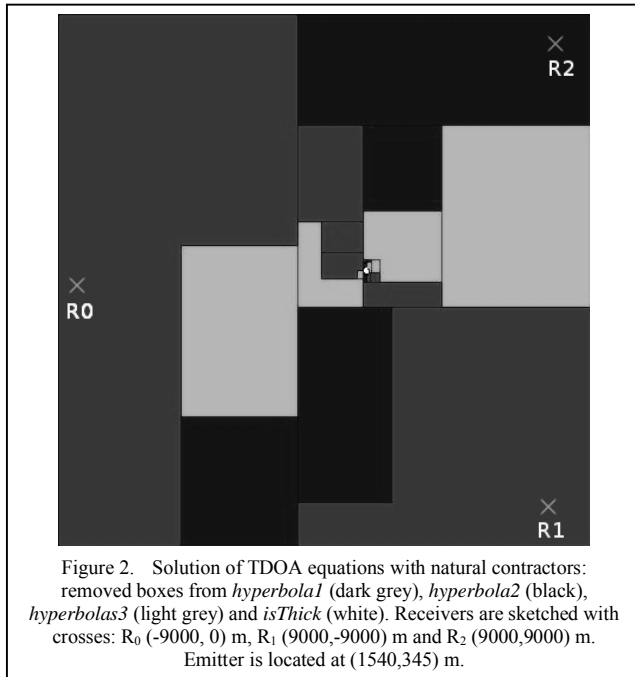 R2
R0
R1
Figure 2. Solution of TDOA equations with natural contractors:
removed boxes from hyperbola1 (dark grey), hyperbola2 (black),
hyperbolas3 (light grey) and isThick (white). Receivers are sketched with
crosses: R0 (-9000, 0) m, R1 (9000,-9000) m and R2 (9000,9000) m.
Emitter is located at (1540,345) m.